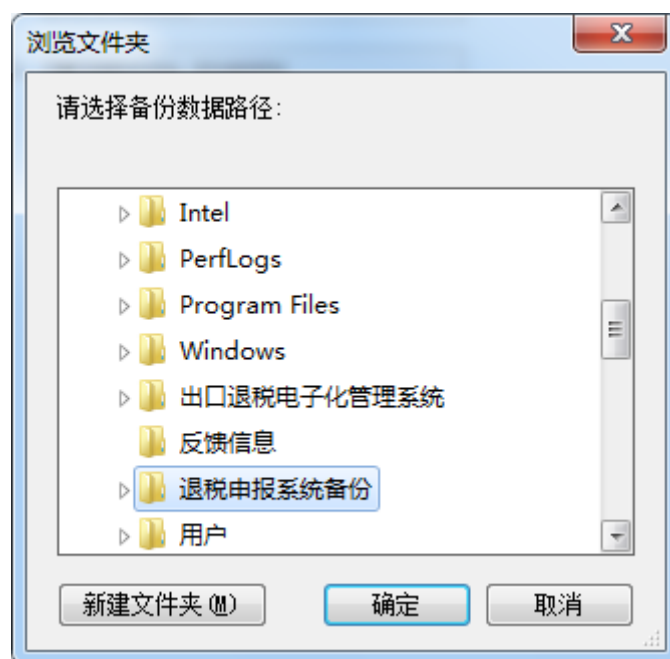 浏览文件夹
请选择备份数据路径：
Intel
PerfLogs
Program Files
Windows
出口退税电子化管理系统
反馈信息
退税申报系统备份
用户
新建文件夹(M) 确定 取消